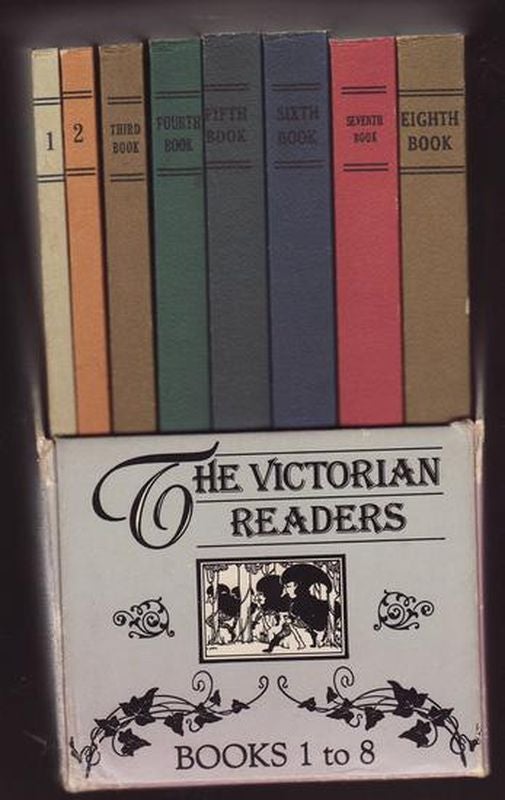 1
2
THIRD
BOOK
FOURTH
BOOK
FIFTH
BOOK
SIXTH
BOOK
SEVENTH
BOOK
EIGHTH
BOOK
THE VICTORIAN
READERS
BOOKS 1 to 8